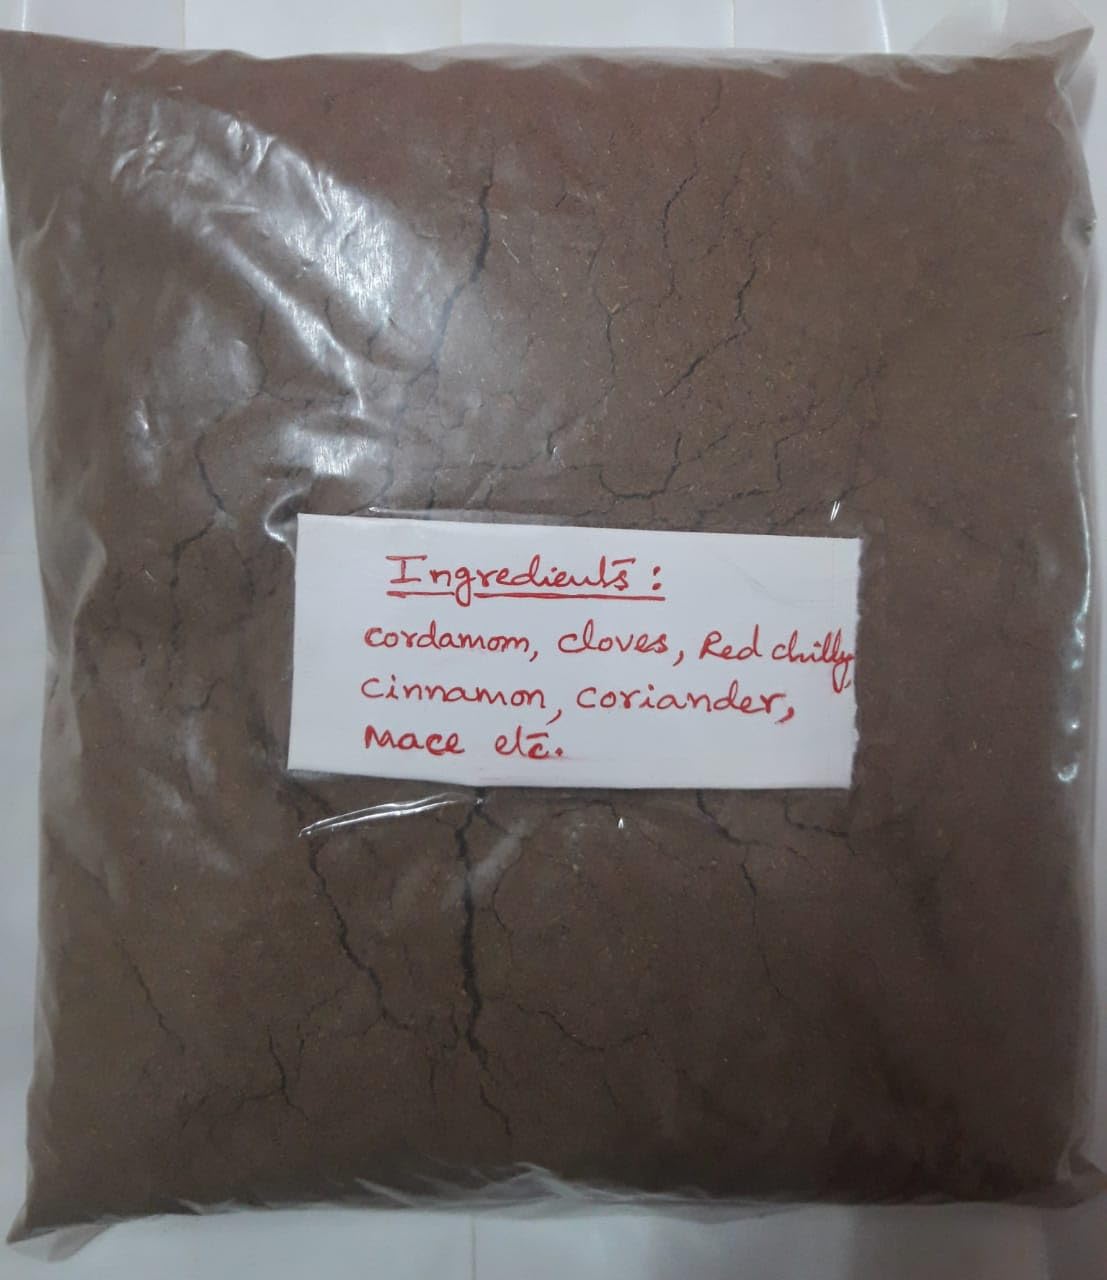 Ingredients:
cordamom, cloves, Red chilly,
cinnamon, coriander,
Mace etc.